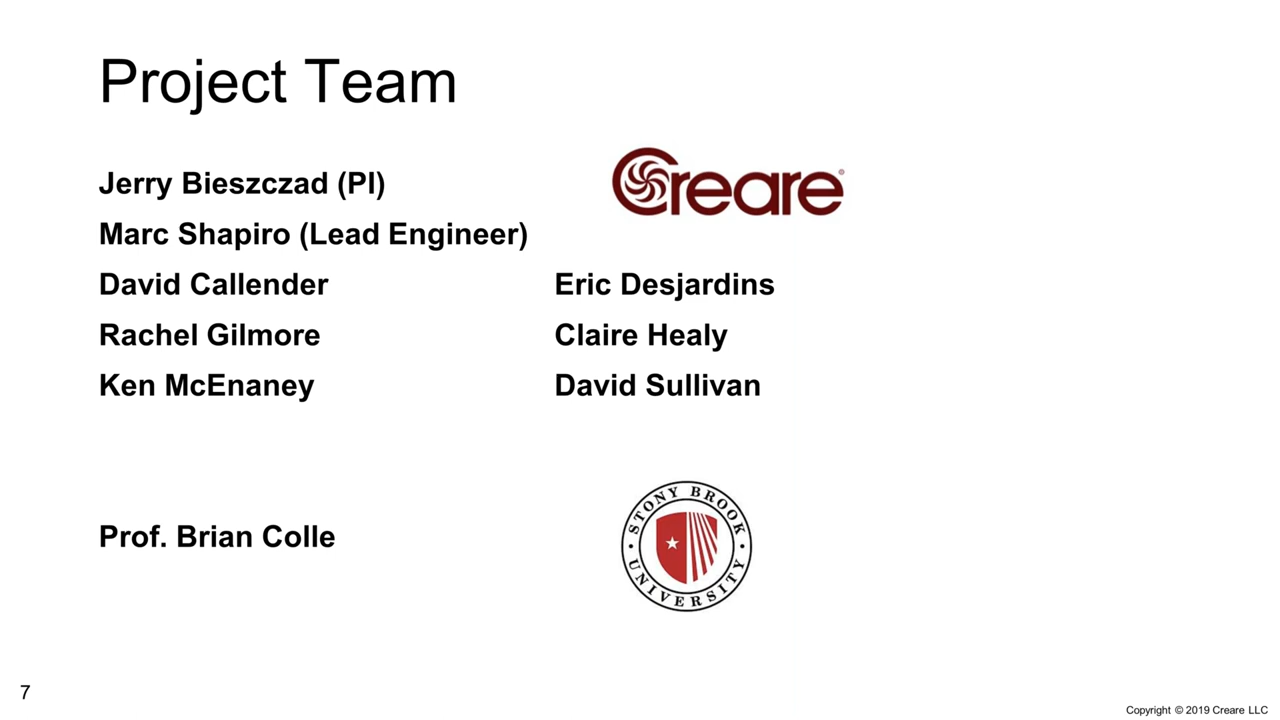 Project Team
Creare®
Jerry Bieszczad (PI)
Marc Shapiro (Lead Engineer)
David Callender
Eric Desjardins
Rachel Gilmore
Claire Healy
Ken McEnaney
David Sullivan
Prof. Brian Colle
STONY BROOK
UNIVERSITY
7
Copyright © 2019 Creare LLC